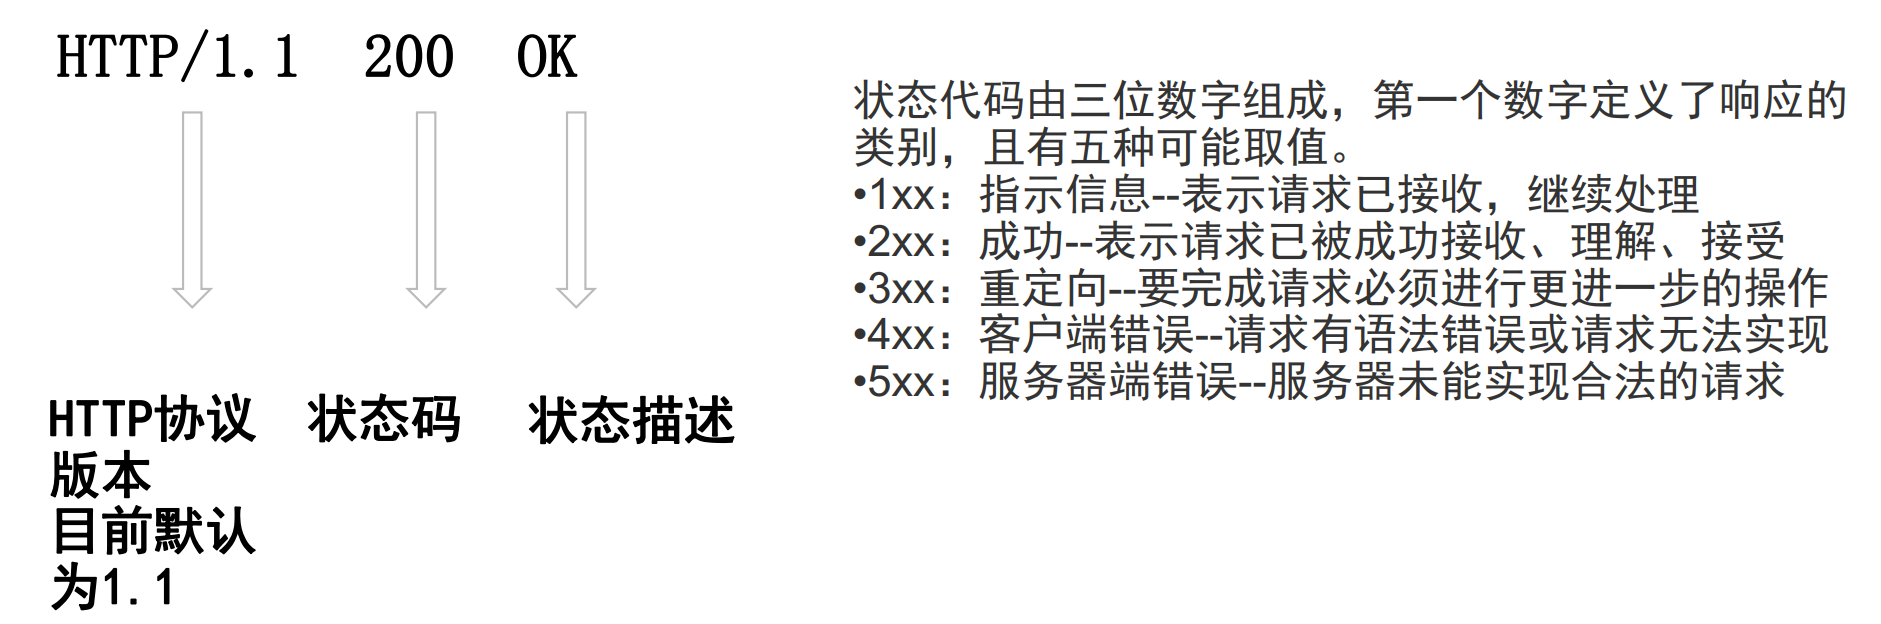 HTTP/1.1 200 OK
HTTP协议
版本
目前默认
为1.1
状态码
状态描述
状态代码由三位数字组成，第一个数字定义了响应的
类别，且有五种可能取值。
•1xx：指示信息--表示请求已接收，继续处理
•2xx：成功--表示请求已被成功接收、理解、接受
•3xx：重定向--要完成请求必须进行更进一步的操作
•4xx：客户端错误--请求有语法错误或请求无法实现
•5xx：服务器端错误--服务器未能实现合法的请求